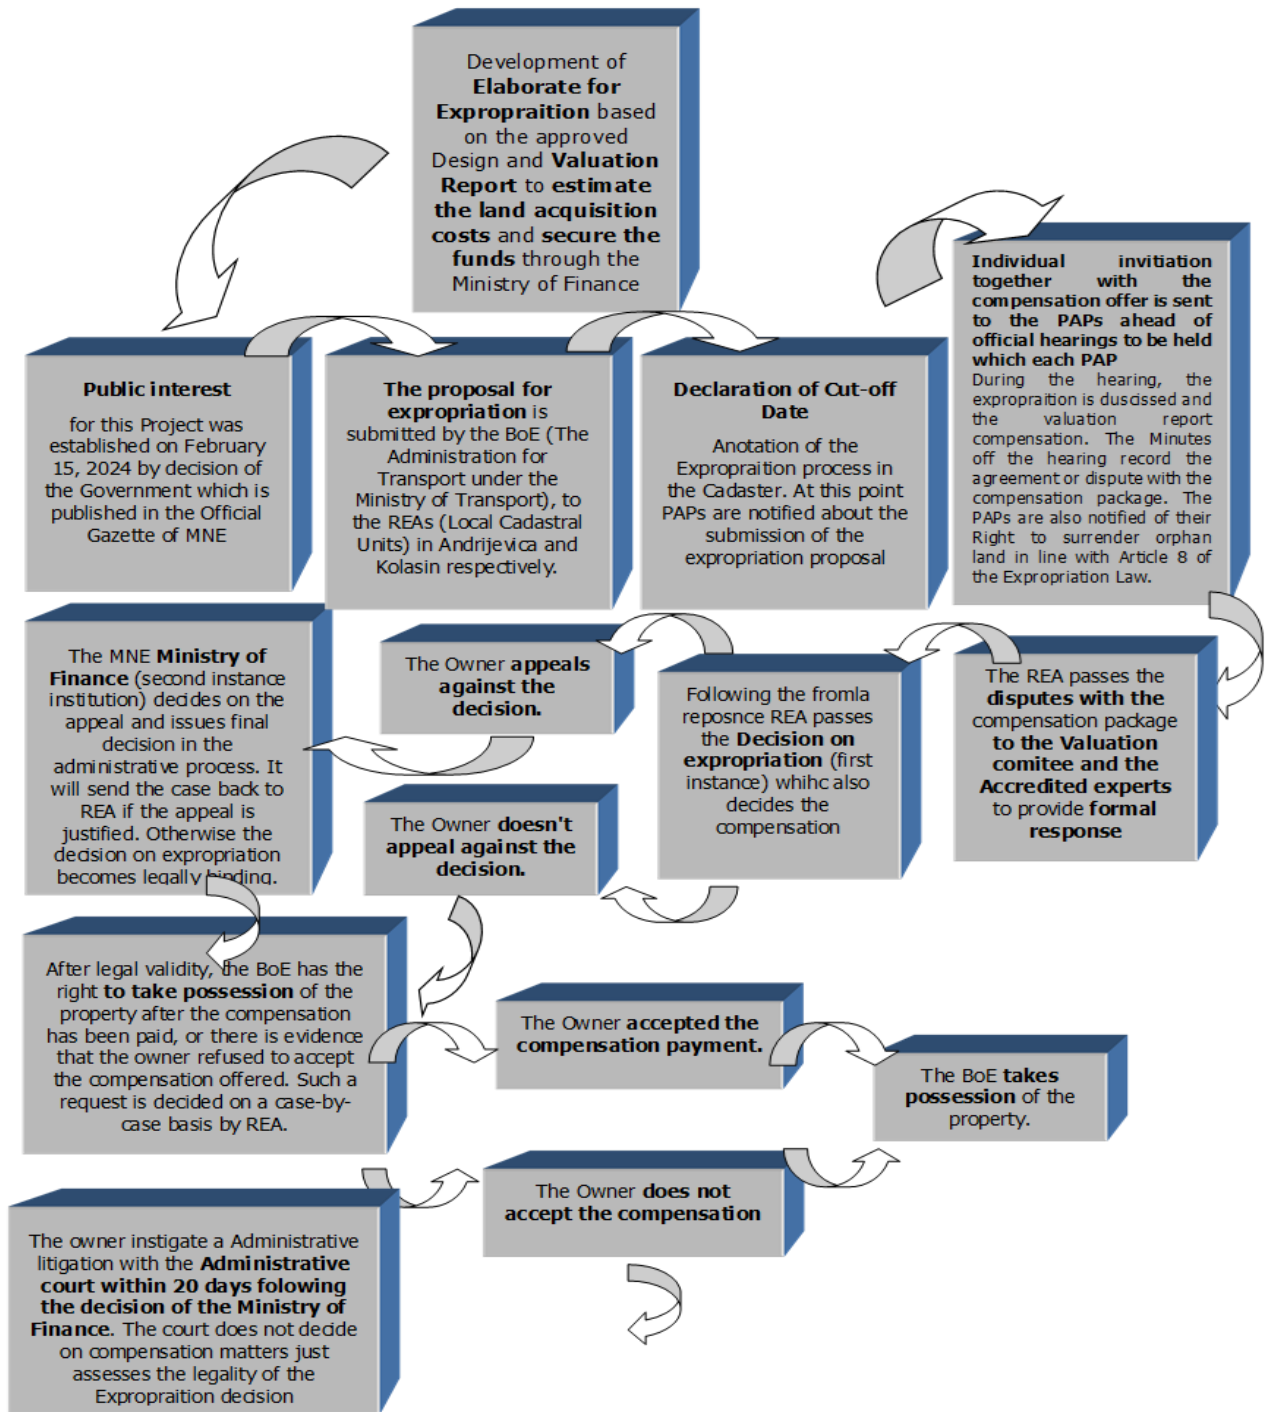 Development of
Elaborate for
Expropraition based
on the approved
Design and Valuation
Report to estimate
the land acquisition
costs and secure the
funds through the
Ministry of Finance
Public interest
for this Project was
established on February
15, 2024 by decision of
the Government which is
published in the Official
Gazette of MNE
The proposal for
expropriation is
submitted by the BoE (The
Administration for
Transport under the
Ministry of Transport), to
the REAs (Local Cadastral
Units) in Andrijevica and
Kolasin respectively.
Declaration of Cut-off
Date
Anotation of the
Expropraition process in
the Cadaster. At this point
PAPs are notified about the
submission of the
expropriation proposal
Individual invitiation
together with the
compensation offer is sent
to the PAPs ahead of
official hearings to be held
which each PAP
During the hearing, the
expropraition is duscissed and
the valuation report
compensation. The Minutes
off the hearing record the
agreement or dispute with the
compensation package. The
PAPs are also notified of their
Right to surrender orphan
land in line with Article 8 of
the Expropriation Law.
The REA passes the
disputes with the
compensation package
to the Valuation
comitee and the
Accredited experts
to provide formal
response
Following the fromla
reposnce REA passes
the Decision on
expropriation (first
instance) whihc also
decides the
compensation
The Owner appeals
against the
decision.
The MNE Ministry of
Finance (second instance
institution) decides on the
appeal and issues final
decision in the
administrative process. It
will send the case back to
REA if the appeal is
justified. Otherwise the
decision on expropriation
becomes legally binding.
The Owner doesn't
appeal against the
decision.
After legal validity, the BoE has the
right to take possession of the
property after the compensation
has been paid, or there is evidence
that the owner refused to accept
the compensation offered. Such a
request is decided on a case-by-
case basis by REA.
The Owner accepted the
compensation payment.
The BoE takes
possession of the
property.
The Owner does not
accept the compensation
The owner instigate a Administrative
litigation with the Administrative
court within 20 days folowing
the decision of the Ministry of
Finance. The court does not decide
on compensation matters just
assesses the legality of the
Expropraition decision